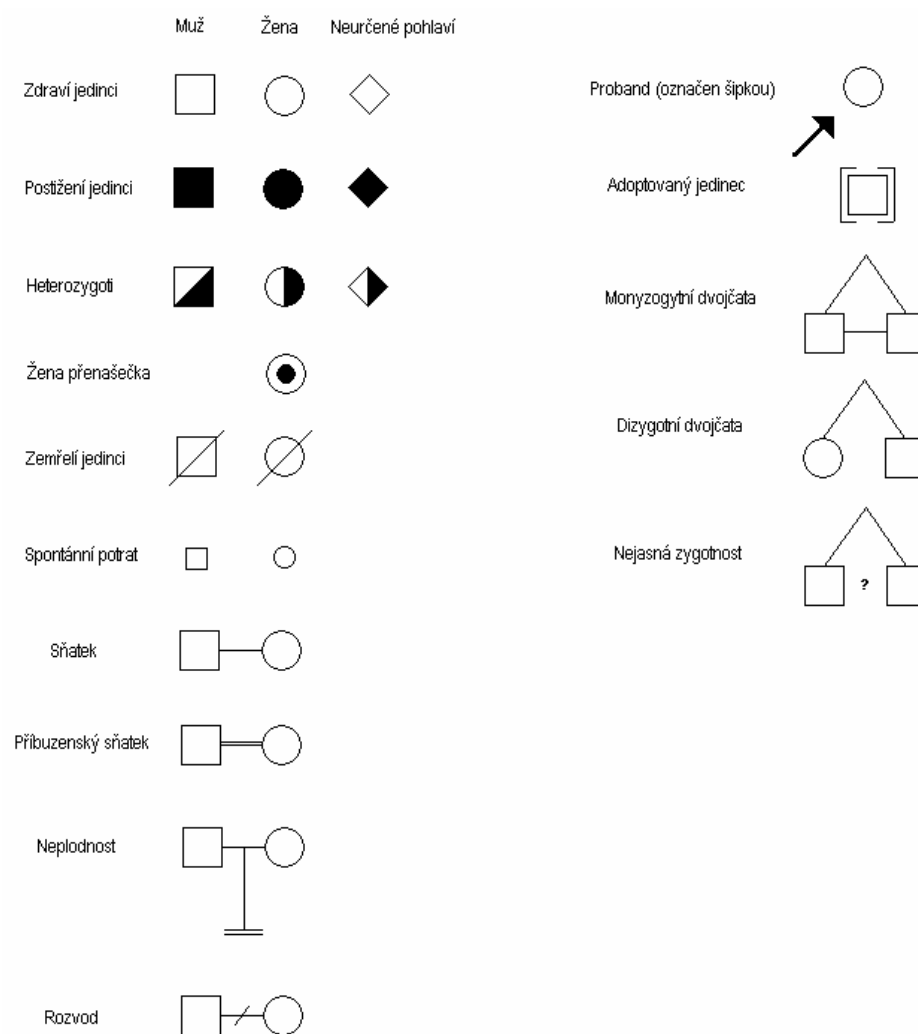 Muž
Žena
Neurčené pohlaví
Zdraví jedinci
Postižení jedinci
Heterozygoti
Žena přenašečka
Zemřelí jedinci
Spontánní potrat
Sňatek
Příbuzenský sňatek
Neplodnost
Rozvod
Proband (označen šipkou)
Adoptovaný jedinec
Monyzogytní dvojčata
Dizygotní dvojčata
Nejasná zygotnost
?